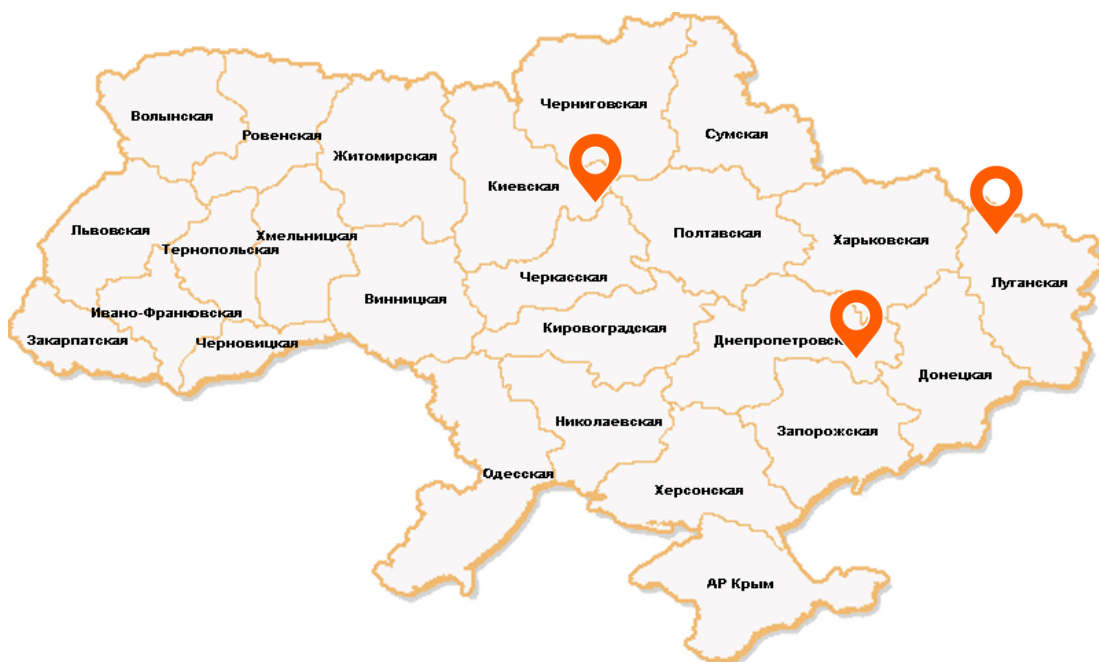 Черниговская
Волынская
Ровенская
Сумская
Житомирская
Киевская
Львовская
Хмельницкая
Тернопольская
Полтавская
Харьковская
Черкасская
Луганская
Винницкая
Ивано-Франковская
Кировоградская
Закарпатская
Черновицкая
Днепропетровск
Донецкая
Николаевская
Запорожская
Одесская
Херсонская
АР Крым